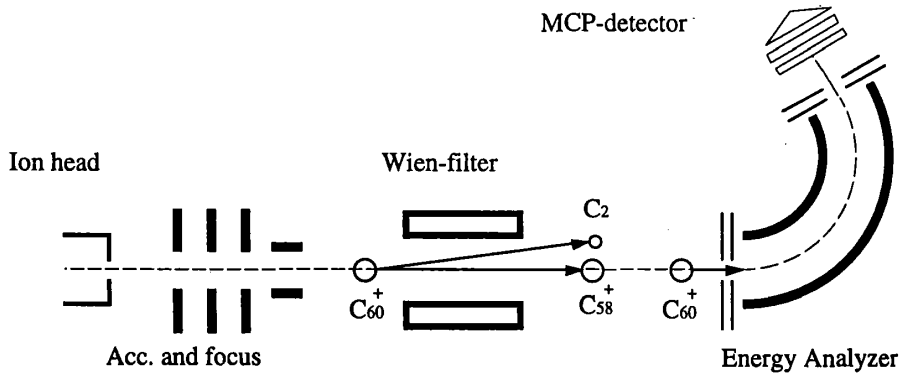 MCP-detector
Ion head
Wien-filter
C₂
C₆₀⁺
C₅₈⁺
C₆₀⁺
Acc. and focus
Energy Analyzer